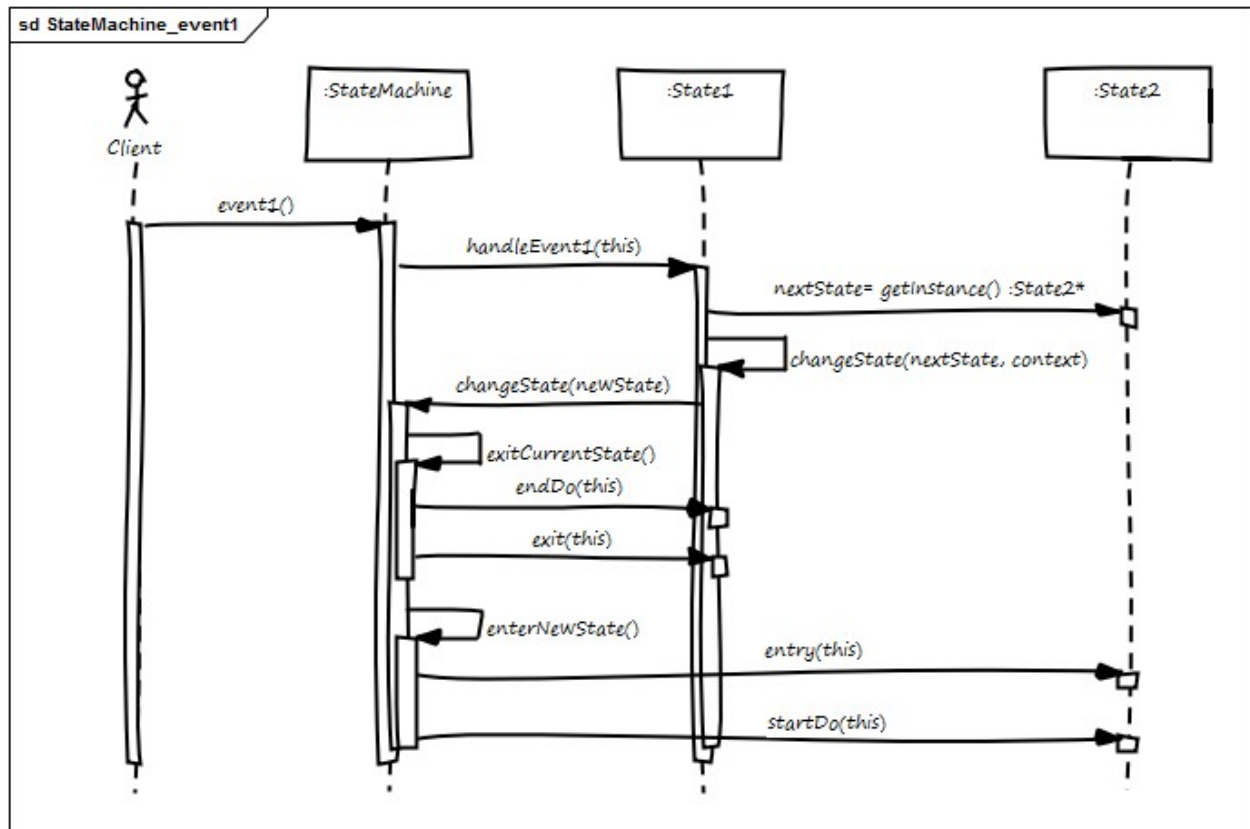 sd StateMachine_event1
:StateMachine
:State1
:State2
Client
event1()
handleEvent1(this)
nextState= getInstance() :State2*
changeState(nextState, context)
changeState(newState)
exitCurrentState()
endDo(this)
exit(this)
enterNewState()
entry(this)
startDo(this)